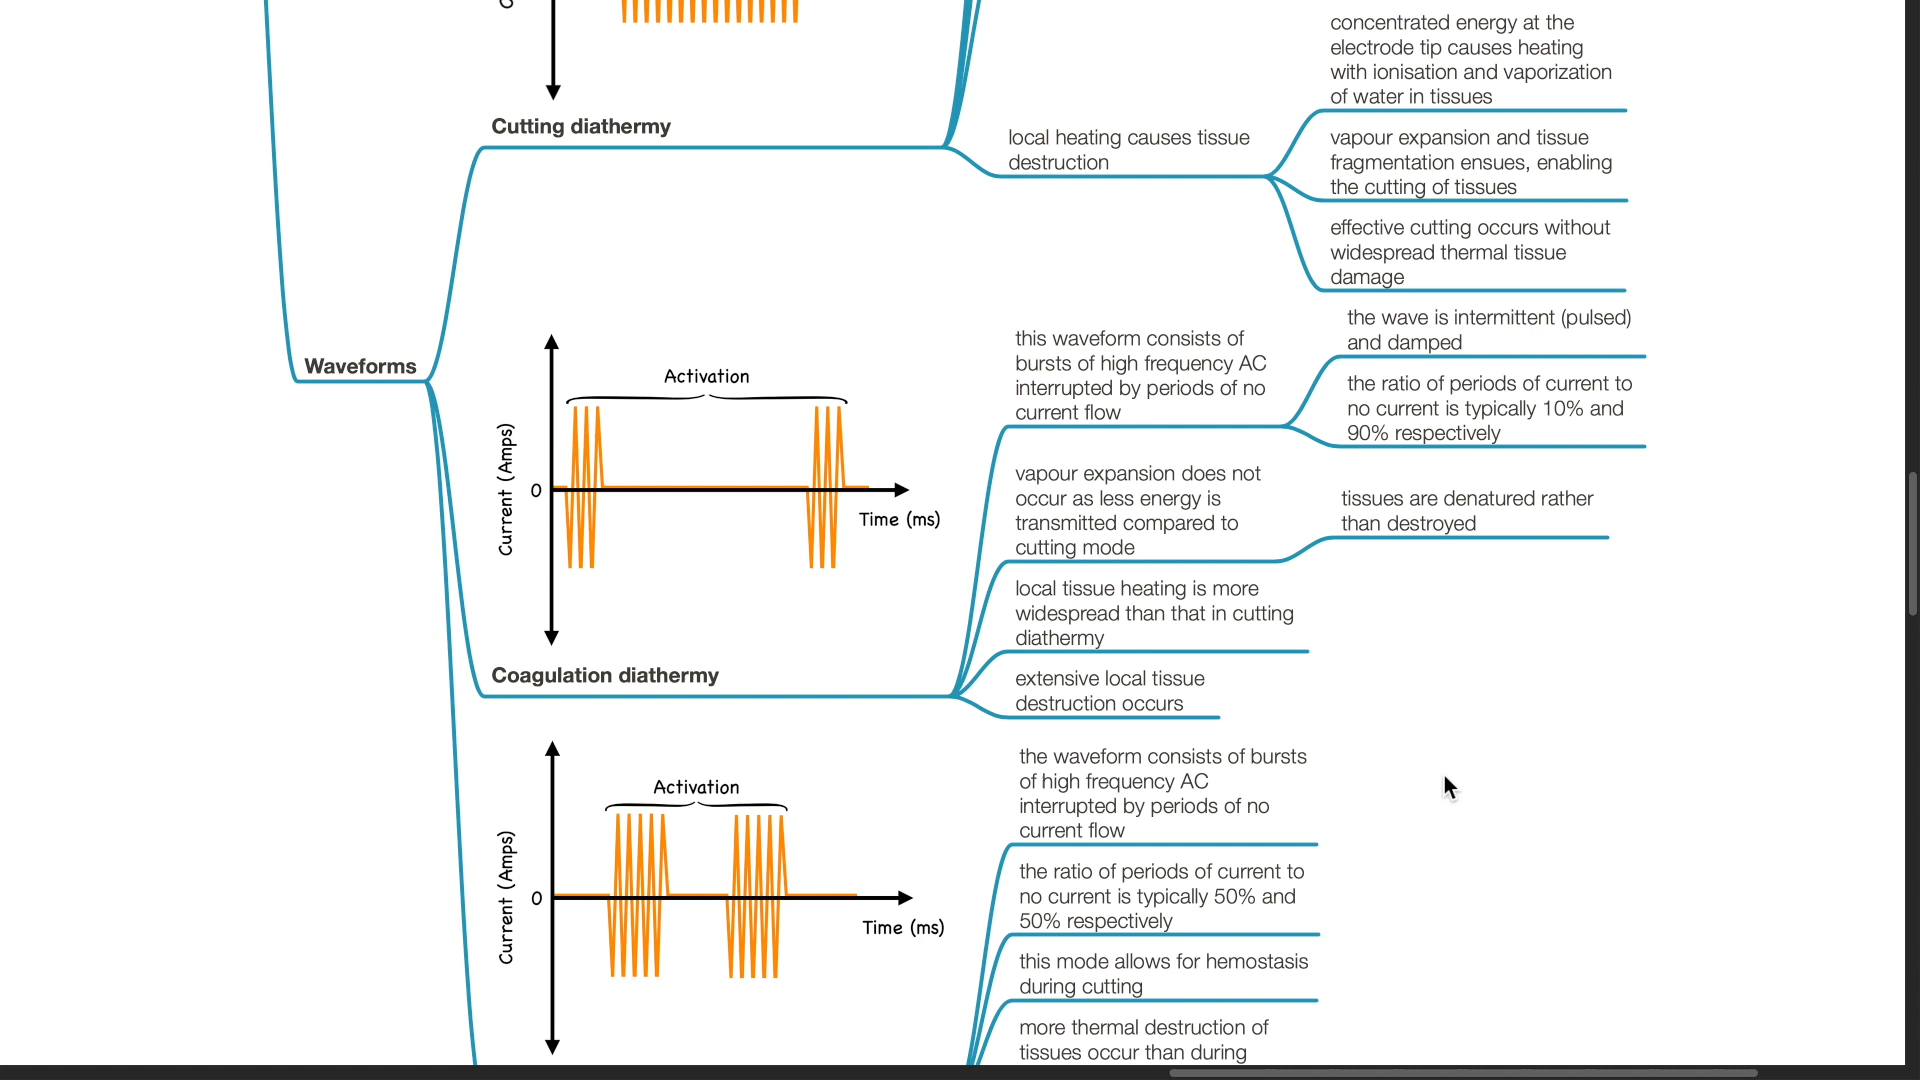 concentrated energy at the
electrode tip causes heating
with ionisation and vaporization
of water in tissues
Cutting diathermy
local heating causes tissue
destruction
vapour expansion and tissue
fragmentation ensues, enabling
the cutting of tissues
effective cutting occurs without
widespread thermal tissue
damage
Waveforms
Activation
Current (Amps)
0
Time (ms)
Coagulation diathermy
this waveform consists of
bursts of high frequency AC
interrupted by periods of no
current flow
the wave is intermittent (pulsed)
and damped
the ratio of periods of current to
no current is typically 10% and
90% respectively
vapour expansion does not
occur as less energy is
transmitted compared to
cutting mode
tissues are denatured rather
than destroyed
local tissue heating is more
widespread than that in cutting
diathermy
extensive local tissue
destruction occurs
Activation
Current (Amps)
0
Time (ms)
the waveform consists of bursts
of high frequency AC
interrupted by periods of no
current flow
the ratio of periods of current to
no current is typically 50% and
50% respectively
this mode allows for hemostasis
during cutting
more thermal destruction of
tissues occur than during